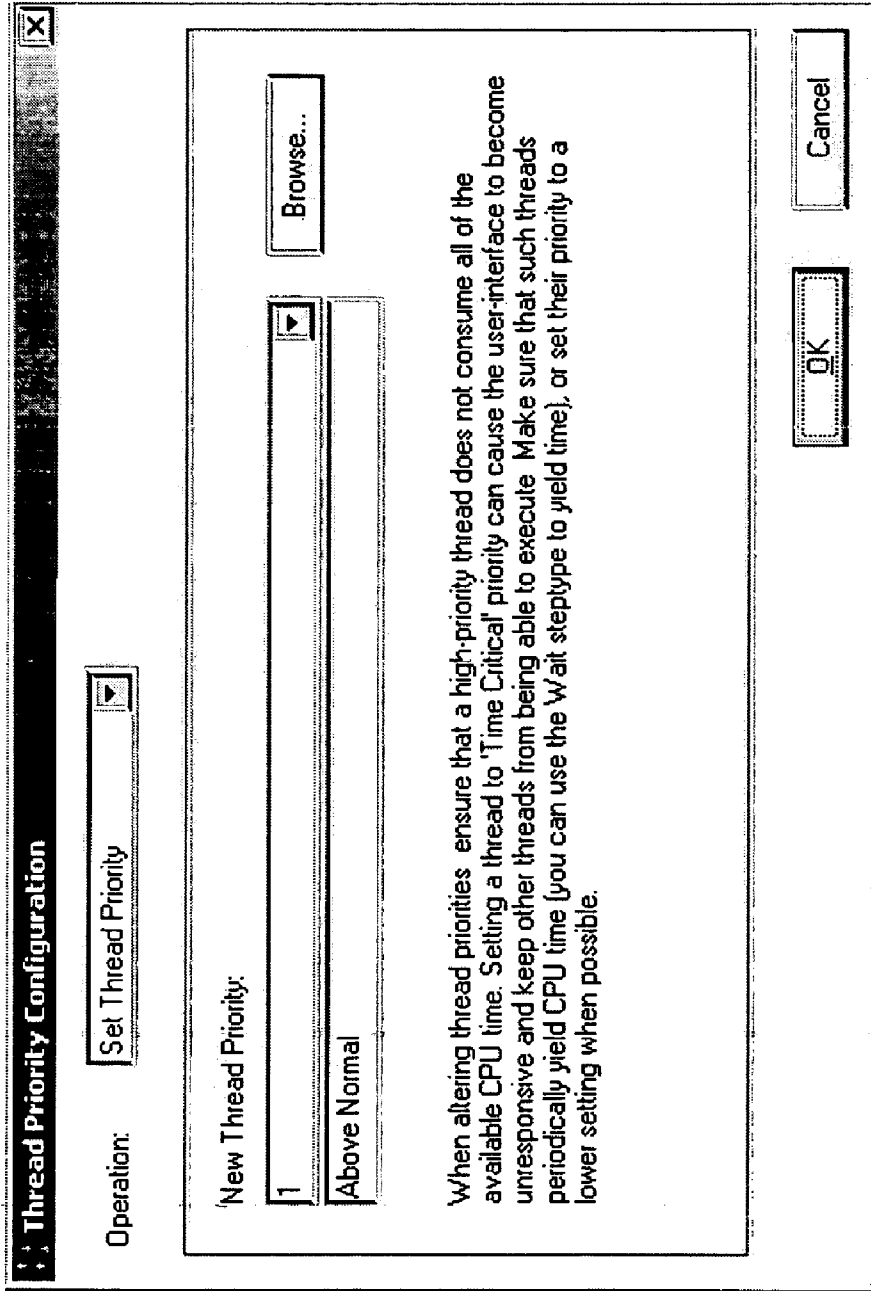 Thread Priority Configuration
Operation:
Set Thread Priority
New Thread Priority:
1
Browse...
Above Normal
When altering thread priorities ensure that a high-priority thread does not consume all of the
available CPU time. Setting a thread to 'Time Critical' priority can cause the user-interface to become
unresponsive and keep other threads from being able to execute Make sure that such threads
periodically yield CPU time (you can use the Wait steptype to yield time), or set their priority to a
lower setting when possible.
OK
Cancel